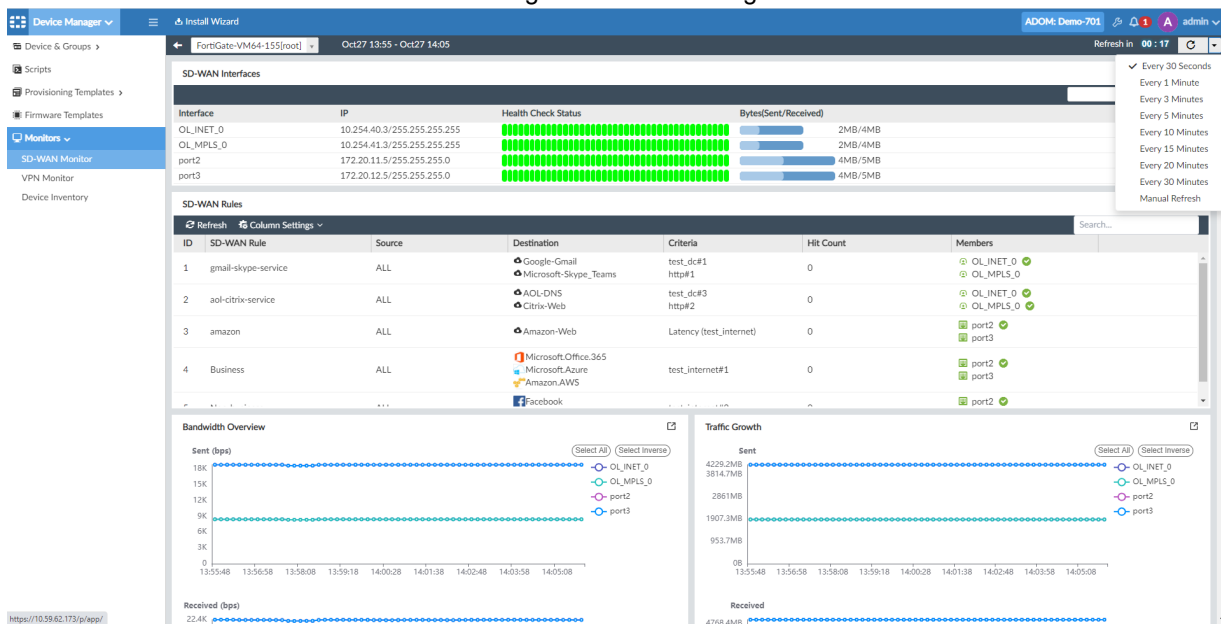 Device Manager
Install Wizard
ADOM: Demo-701
1
A
admin
Device & Groups
FortiGate-VM64-155[root]
Oct27 13:55 - Oct27 14:05
Refresh in 00 : 17
Scripts
Provisioning Templates
Firmware Templates
Monitors
SD-WAN Monitor
VPN Monitor
Device Inventory
Every 30 Seconds
Every 1 Minute
Every 3 Minutes
Every 5 Minutes
Every 10 Minutes
Every 15 Minutes
Every 20 Minutes
Every 30 Minutes
Manual Refresh
SD-WAN Interfaces
Interface IP Health Check Status Bytes(Sent/Received)
OL_INET_0 10.254.40.3/255.255.255.255 2MB/4MB
OL_MPLS_0 10.254.41.3/255.255.255.255 2MB/4MB
port2 172.20.11.5/255.255.255.0 4MB/5MB
port3 172.20.12.5/255.255.255.0 4MB/5MB
SD-WAN Rules
Refresh Column Settings Search...
ID SD-WAN Rule Source Destination Criteria Hit Count Members
1 gmail-skype-service ALL Google-Gmail test_dc#1 0 OL_INET_0
Microsoft-Skype_Teams http#1 OL_MPLS_0
2 aol-citrix-service ALL AOL-DNS test_dc#3 0 OL_INET_0
Citrix-Web http#2 OL_MPLS_0
3 amazon ALL Amazon-Web Latency (test_internet) 0 port2
port3
4 Business ALL Microsoft.Office.365 test_internet#1 0 port2
Microsoft.Azure port3
Amazon.AWS
Facebook port2
Bandwidth Overview
Sent (bps)
Select All Select Inverse
18K
15K
12K
9K
6K
3K
0
OL_INET_0
OL_MPLS_0
port2
port3
13:55:48 13:56:58 13:58:08 13:59:18 14:00:28 14:01:38 14:02:48 14:03:58 14:05:08
Received (bps)
22.4K
Traffic Growth
Sent
Select All Select Inverse
4229.2MB
3814.7MB
2861MB
1907.3MB
953.7MB
0B
OL_INET_0
OL_MPLS_0
port2
port3
13:55:48 13:56:58 13:58:08 13:59:18 14:00:28 14:01:38 14:02:48 14:03:58 14:05:08
Received
4768.4MB
https://10.59.62.173/p/app/